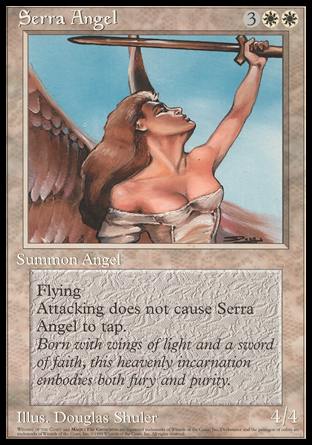 Serra Angel 3
Summon Angel
Flying
Attacking does not cause Serra
Angel to tap.
Born with wings of light and a sword
of faith, this heavenly incarnation
embodies both fury and purity.
Illus. Douglas Shuler 4/4